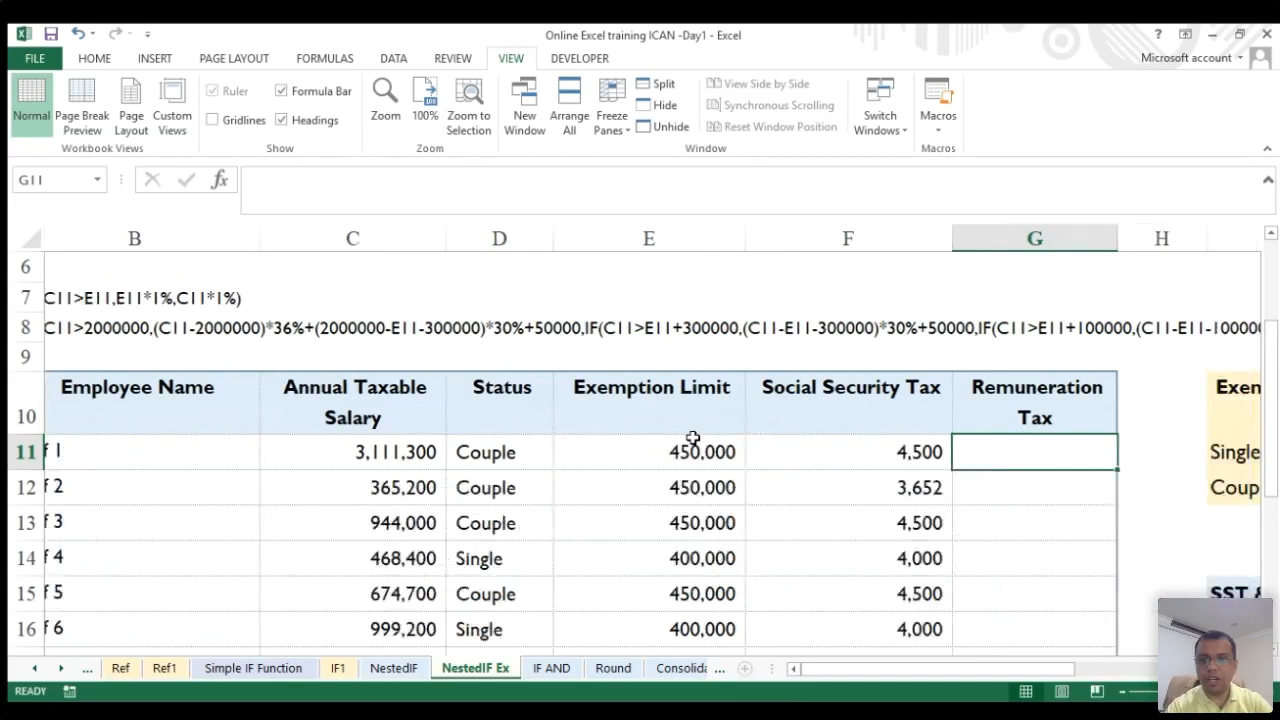 Online Excel training ICAN -Day1 - Excel
?
FILE HOME INSERT PAGE LAYOUT FORMULAS DATA REVIEW VIEW DEVELOPER Microsoft account
Normal
Page Break Preview
Page Layout
Custom Views
Workbook Views
Ruler Formula Bar
Gridlines Headings
Show
Zoom
100%
Zoom to Selection
Zoom
New Window
Arrange All
Freeze Panes
Split
Hide
Unhide
View Side by Side
Synchronous Scrolling
Reset Window Position
Window
Switch Windows
Macros
Macros
G11 fx
B C D E F G H
6
7 C11>E11,E11*1%,C11*1%)
8 C11>2000000,(C11-2000000)*36%+(2000000-E11-300000)*30%+50000,IF(C11>E11+300000,(C11-E11-300000)*30%+50000,IF(C11>E11+100000,(C11-E11-10000
9
10 Employee Name Annual Taxable Salary Status Exemption Limit Social Security Tax Remuneration Tax Exen
11 f 1 3,111,300 Couple 450,000 4,500 Single
12 f 2 365,200 Couple 450,000 3,652 Coup
13 f 3 944,000 Couple 450,000 4,500
14 f 4 468,400 Single 400,000 4,000
15 f 5 674,700 Couple 450,000 4,500 SST &
16 f 6 999,200 Single 400,000 4,000
... Ref Ref1 Simple IF Function IF1 NestedIF NestedIF Ex IF AND Round Consolida ...
READY